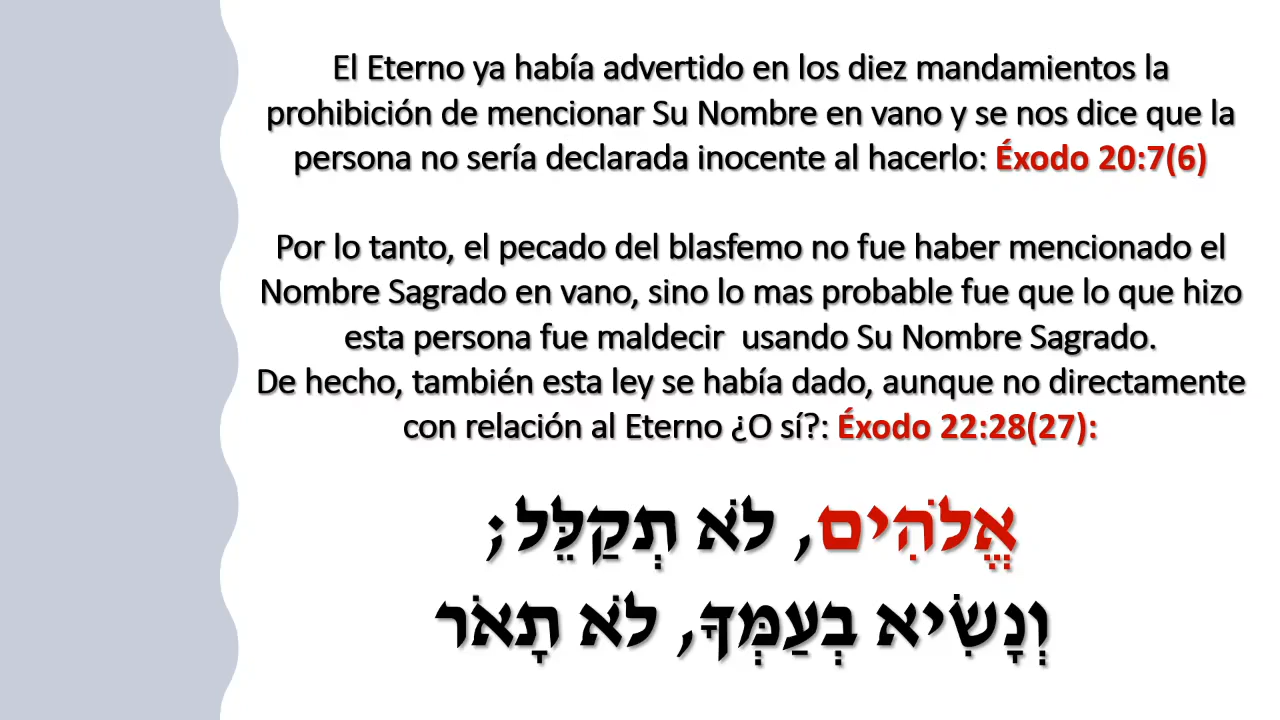 El Eterno ya había advertido en los diez mandamientos la
prohibición de mencionar Su Nombre en vano y se nos dice que la
persona no sería declarada inocente al hacerlo: Éxodo 20:7(6)
Por lo tanto, el pecado del blasfemo no fue haber mencionado el
Nombre Sagrado en vano, sino lo mas probable fue que lo que hizo
esta persona fue maldecir  usando Su Nombre Sagrado.
De hecho, también esta ley se había dado, aunque no directamente
con relación al Eterno ¿O sí?: Éxodo 22:28(27):
אֱלֹהִים, לֹא תְקַלֵּל;
וְנָשִׂיא בְעַמְּךָ, לֹא תָאֹר